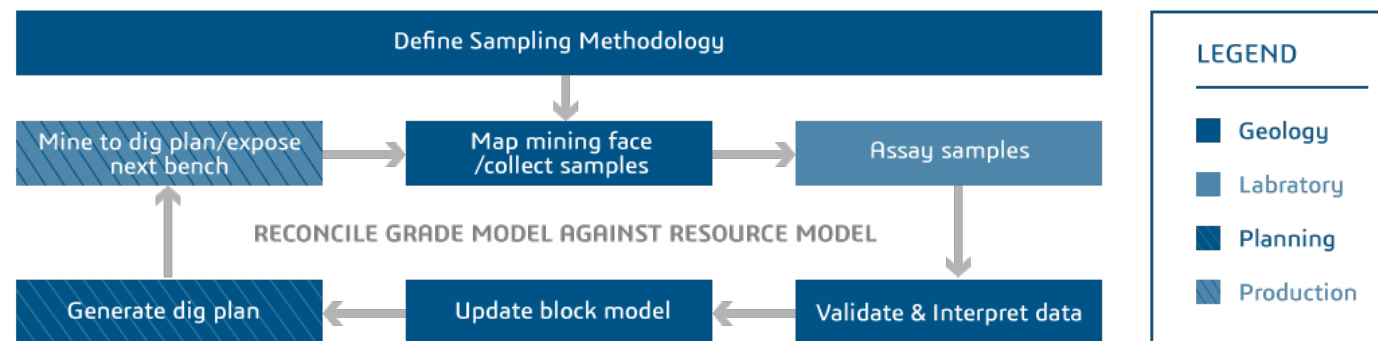 Define Sampling Methodology
Mine to dig plan/expose
next bench
Map mining face
/collect samples
Assay samples
RECONCILE GRADE MODEL AGAINST RESOURCE MODEL
Generate dig plan
Update block model
Validate & Interpret data
LEGEND
Geology
Labratory
Planning
Production